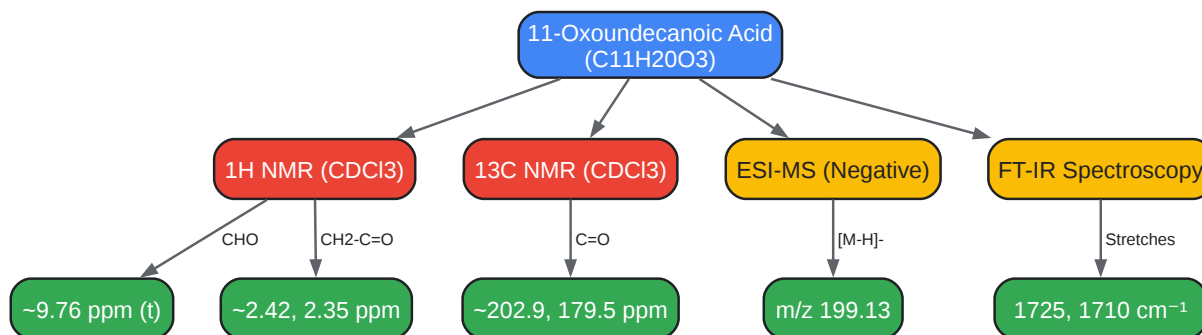 11-Oxoundecanoic Acid
(C11H20O3)
1H NMR (CDCl3)
13C NMR (CDCl3)
ESI-MS (Negative)
FT-IR Spectroscopy
CHO
CH2-C=O
C=O
[M-H]-
Stretches
~9.76 ppm (t)
~2.42, 2.35 ppm
~202.9, 179.5 ppm
m/z 199.13
1725, 1710 cm⁻¹